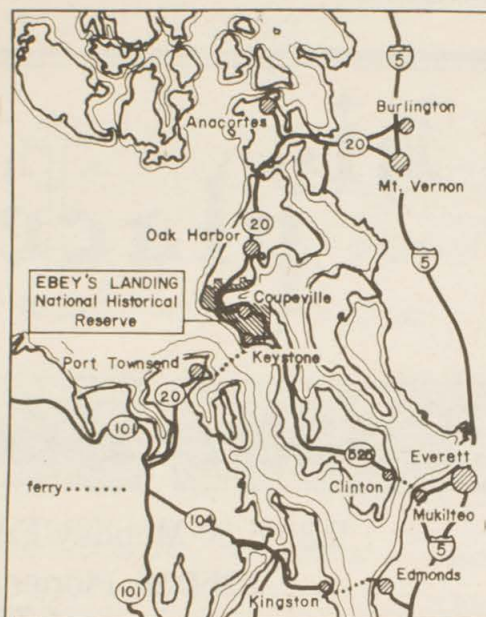 5
Anacortes
Burlington
20
Mt. Vernon
20
Oak Harbor
5
EBEY'S LANDING
National Historical
Reserve
Coupeville
Port Townsend
Keystone
20
101
525
Everett
ferry
Clinton
Mukilteo
104
5
Edmonds
101
Kingston